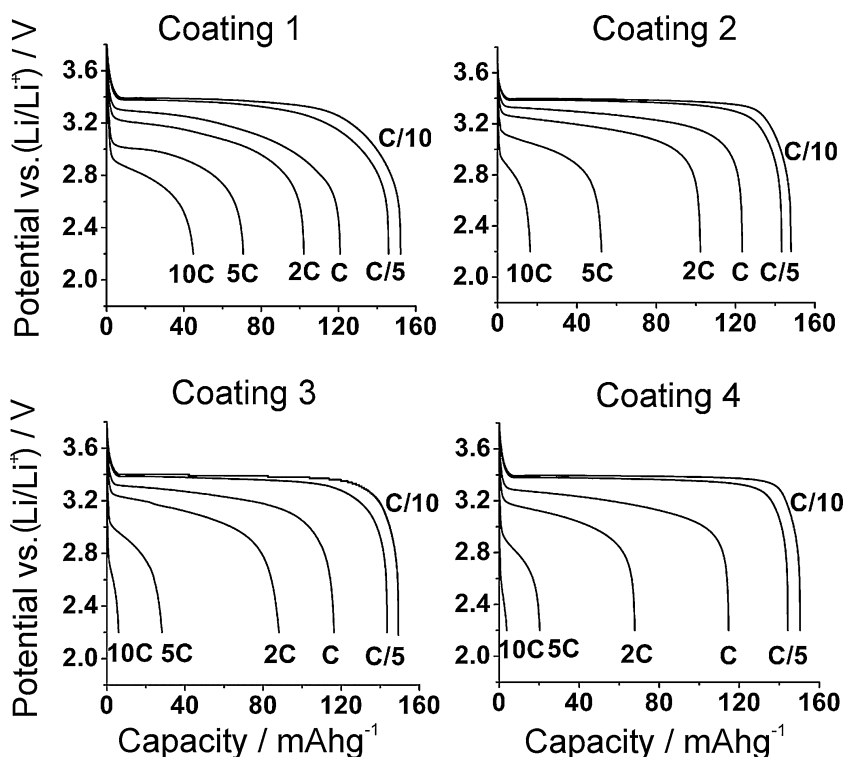 Coating 1
Potential vs.(Li/Li⁺) / V
3.6
3.2
2.8
2.4
2.0
C/10
10C 5C 2C C C/5
0 40 80 120 160
Coating 2
3.6
3.2
2.8
2.4
2.0
C/10
10C 5C 2C C C/5
0 40 80 120 160
Coating 3
Potential vs.(Li/Li⁺) / V
3.6
3.2
2.8
2.4
2.0
C/10
10C 5C 2C C C/5
0 40 80 120 160
Capacity / mAhg⁻¹
Coating 4
3.6
3.2
2.8
2.4
2.0
C/10
10C 5C 2C C C/5
0 40 80 120 160
Capacity / mAhg⁻¹